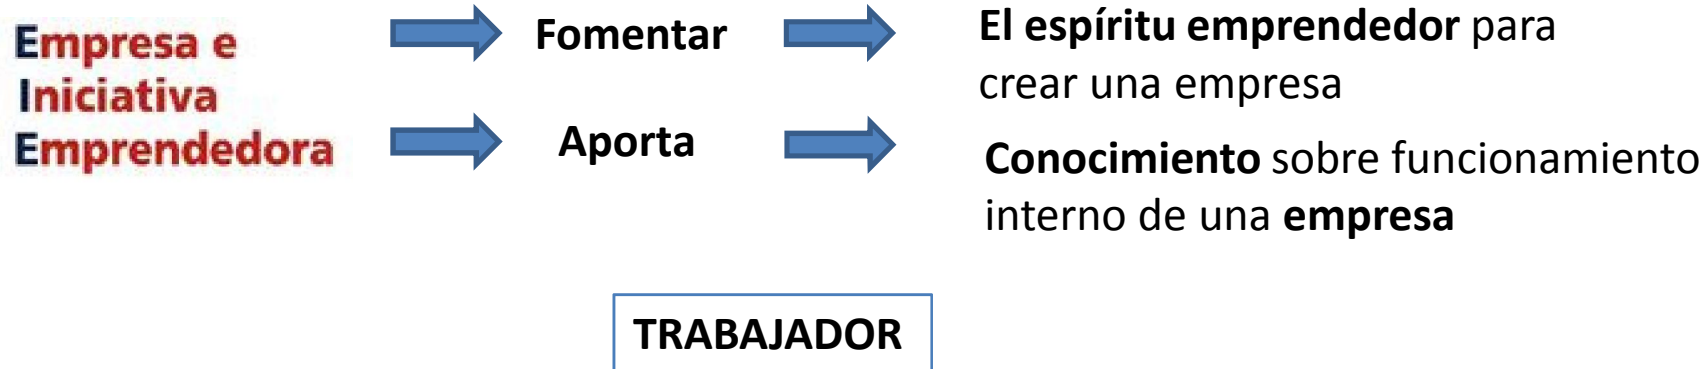 Empresa e
Iniciativa
Emprendedora
Fomentar
El espíritu emprendedor para
crear una empresa
Aporta
Conocimiento sobre funcionamiento
interno de una empresa
TRABAJADOR